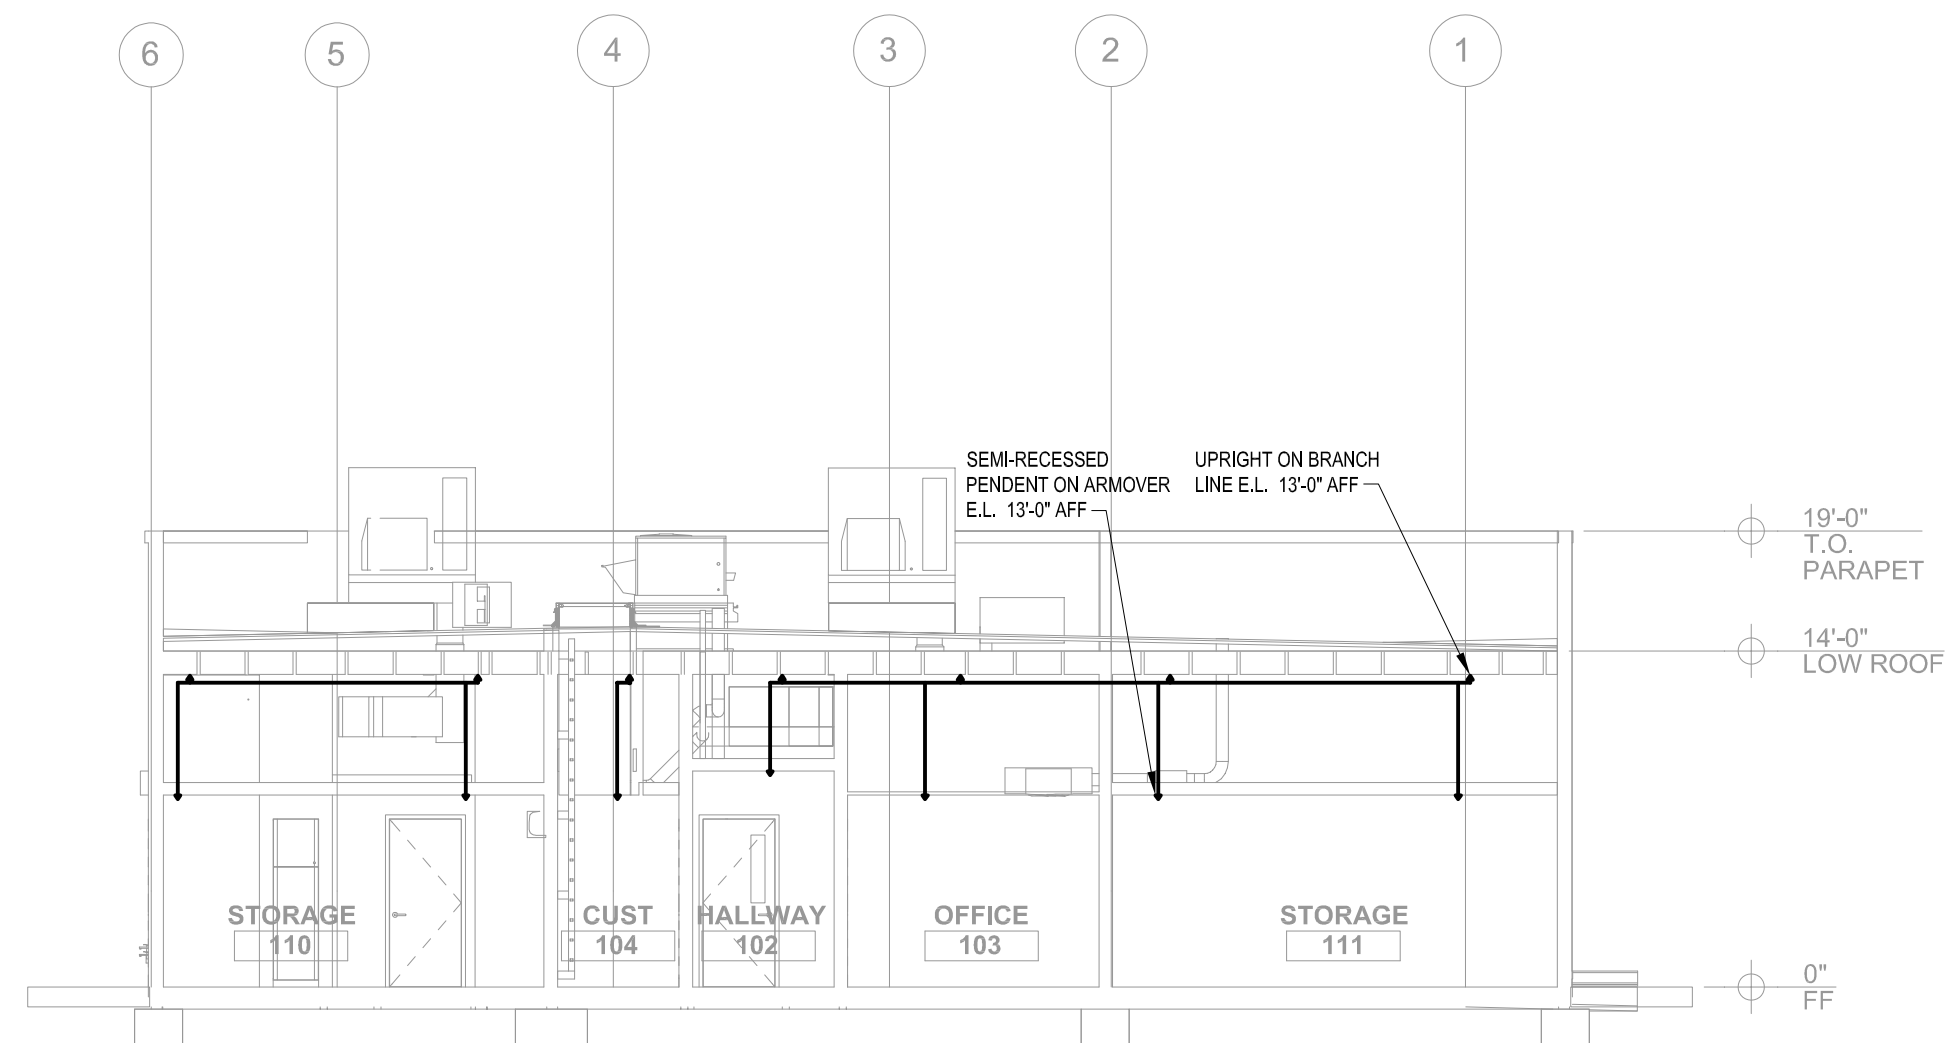 6
5
4
3
2
1
SEMI-RECESSED
PENDENT ON ARMOVER
E.L. 13'-0" AFF
UPRIGHT ON BRANCH
LINE E.L. 13'-0" AFF
19'-0"
T.O.
PARAPET
14'-0"
LOW ROOF
STORAGE
110
CUST
104
HALLWAY
102
OFFICE
103
STORAGE
111
0"
FF